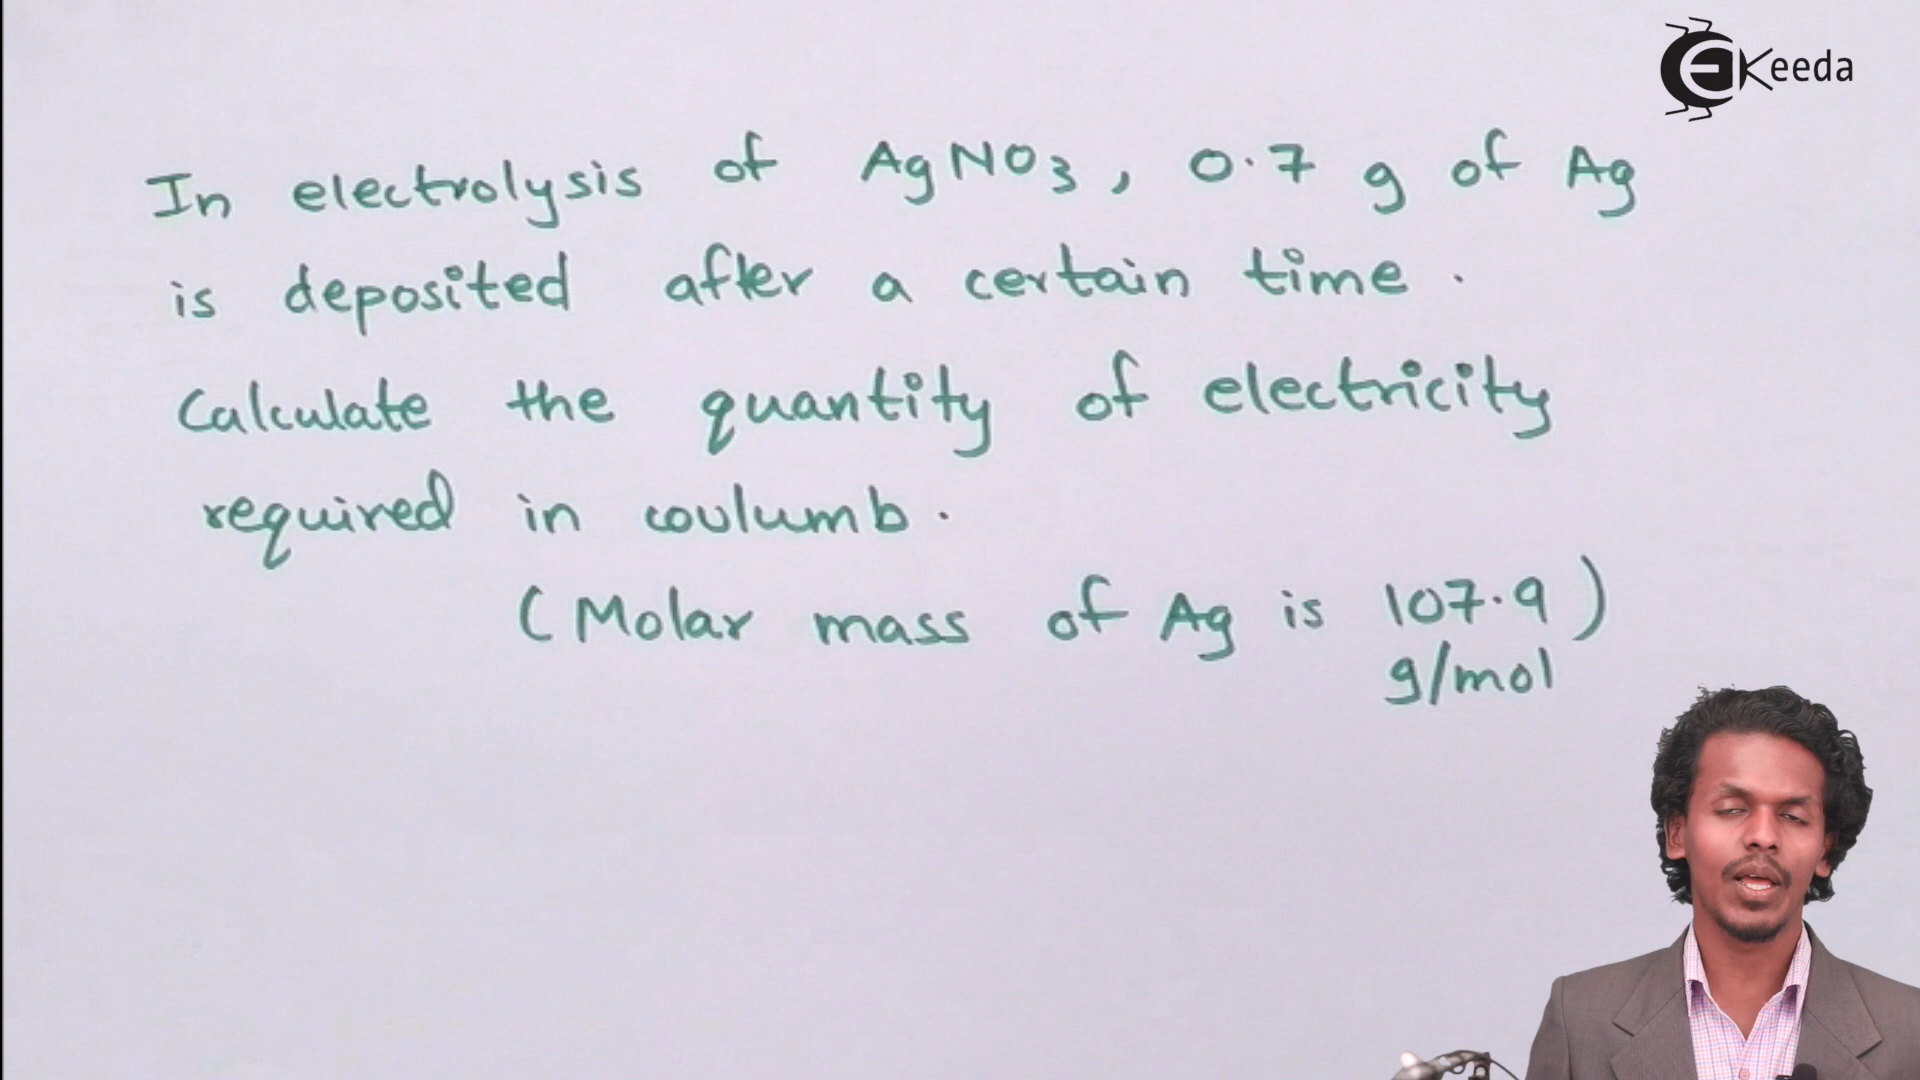 EKeeda
In electrolysis of AgNO3, 0.7 g of Ag
is deposited after a certain time.
Calculate the quantity of electricity
required in coulumb.
(Molar mass of Ag is 107.9)
g/mol